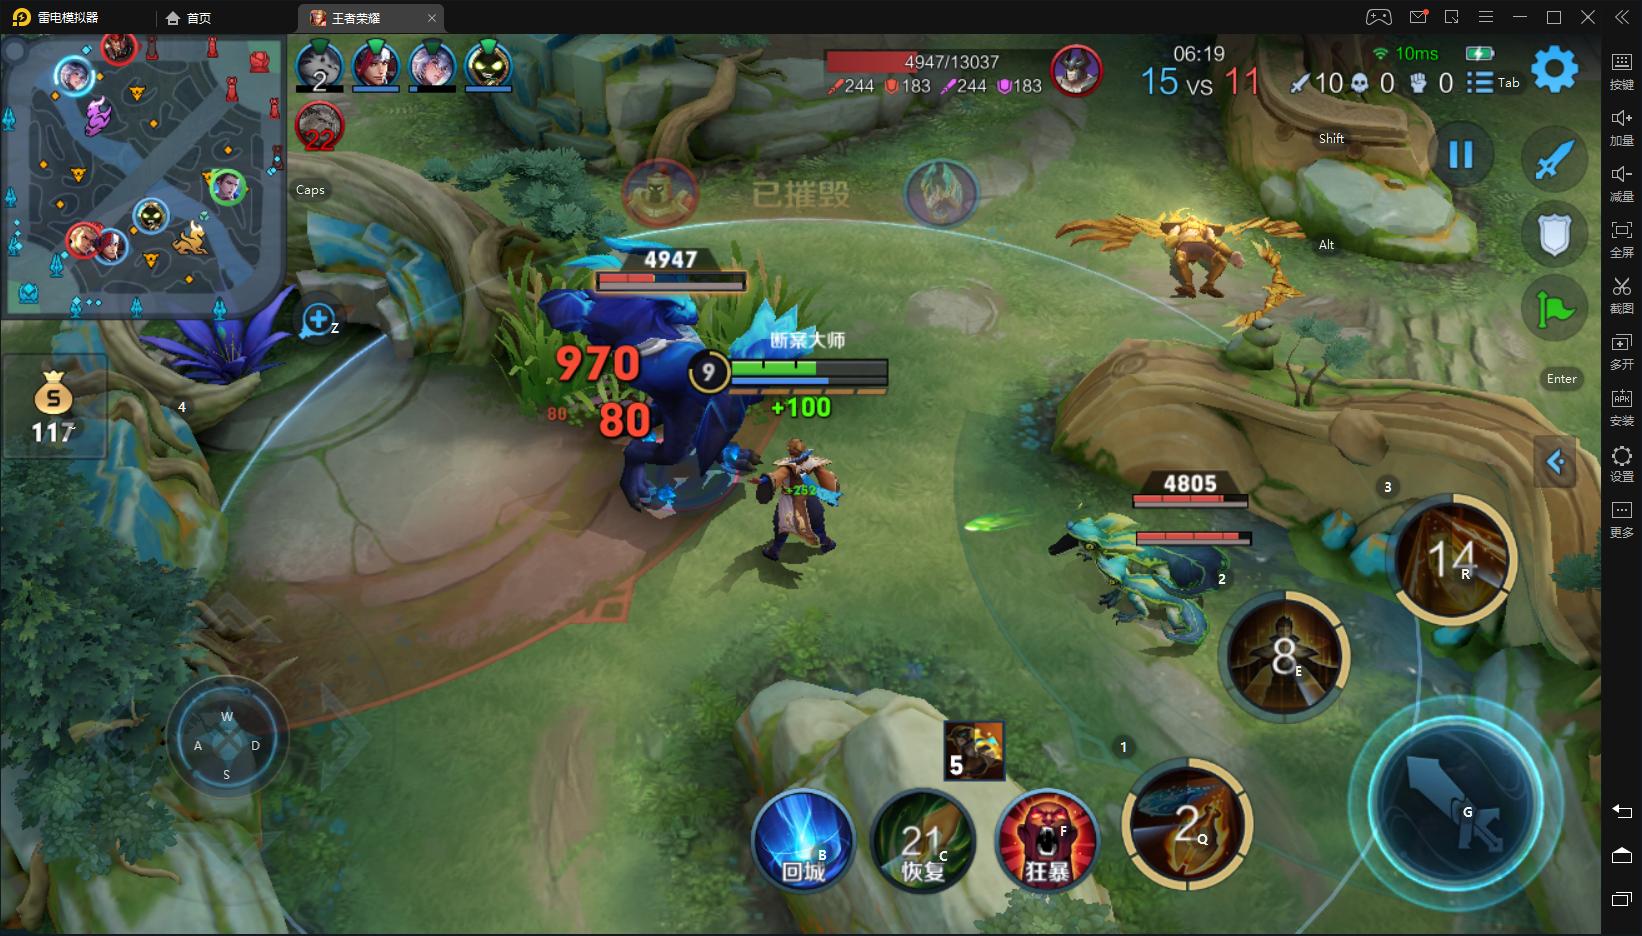 雷电模拟器
首页
王者荣耀
2
4947/13037
244 183 244 183
06:19
15 vs 11
10ms
10 0 0 Tab
按键
加量
减量
全屏
截图
多开
安装
设置
更多
22
Caps
已摧毁
Shift
Alt
Enter
Z
4947
断案大师
9
970
80
80
+100
+252
117
4
4805
3
14
R
2
8
E
W
A D
S
5
1
2
Q
G
B
回城
21
C
恢复
F
狂暴